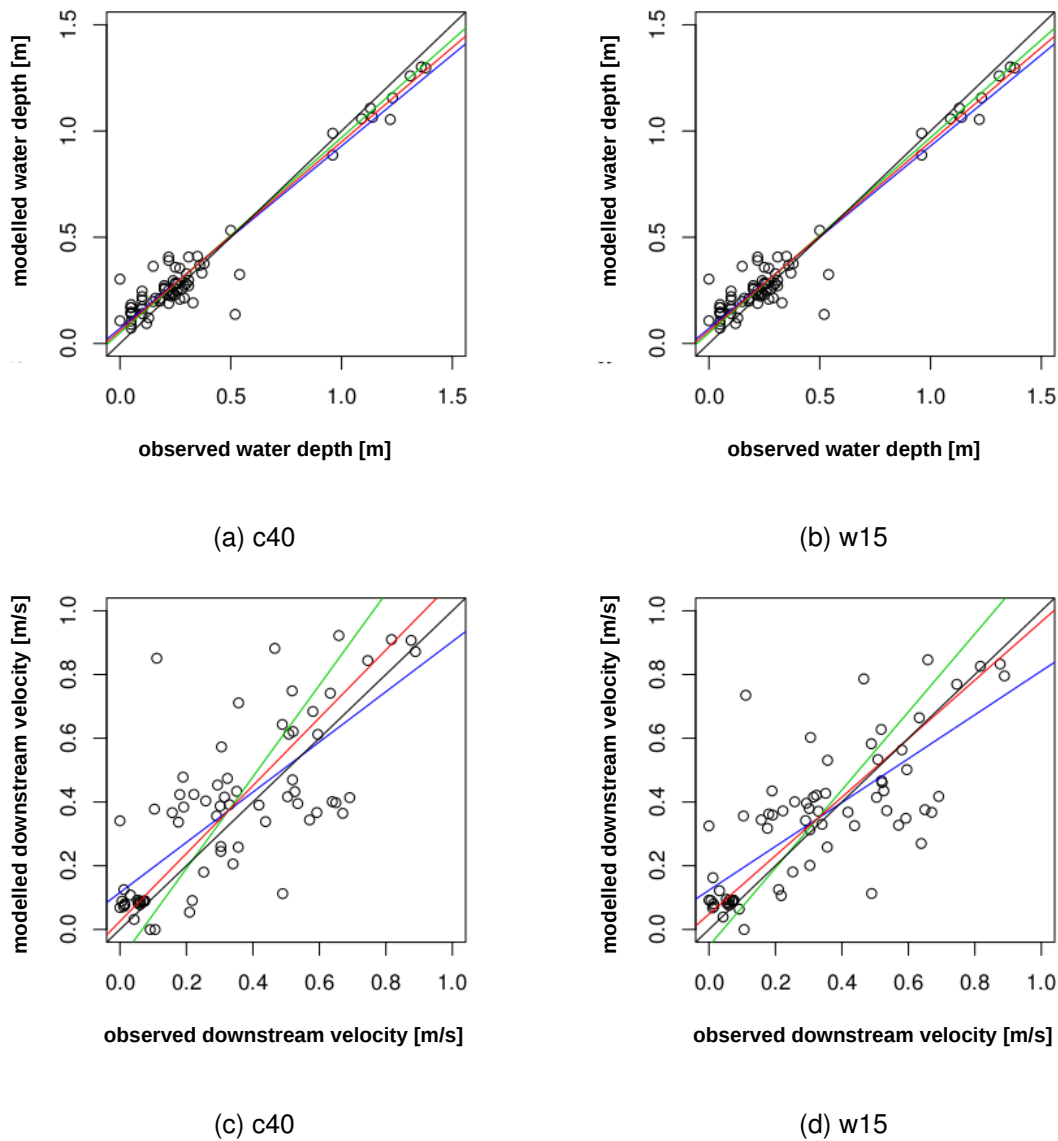 modelled water depth [m]
0.0 0.5 1.0 1.5
0.0 0.5 1.0 1.5
observed water depth [m]
(a) c40
modelled water depth [m]
0.0 0.5 1.0 1.5
0.0 0.5 1.0 1.5
observed water depth [m]
(b) w15
modelled downstream velocity [m/s]
0.0 0.2 0.4 0.6 0.8 1.0
0.0 0.2 0.4 0.6 0.8 1.0
observed downstream velocity [m/s]
(c) c40
modelled downstream velocity [m/s]
0.0 0.2 0.4 0.6 0.8 1.0
0.0 0.2 0.4 0.6 0.8 1.0
observed downstream velocity [m/s]
(d) w15